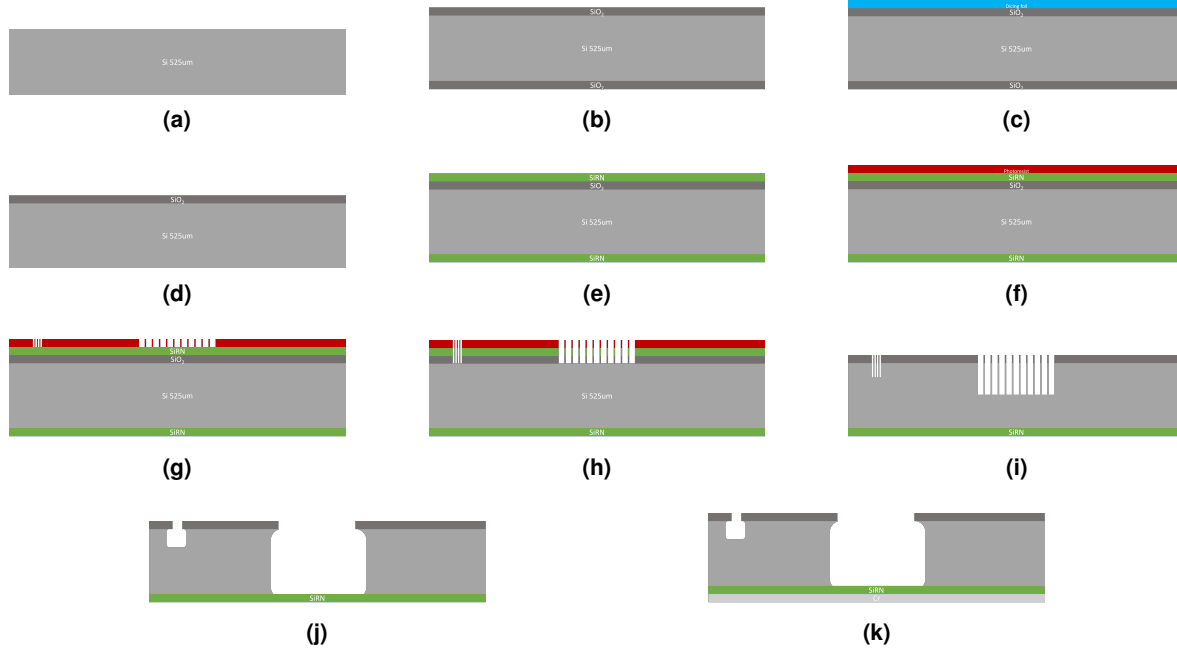 Si 525um
(a)
SiO2
Si 525um
SiO2
(b)
Dicing foil
SiO2
Si 525um
SiO2
(c)
SiO2
Si 525um
(d)
SiRN
SiO2
Si 525um
SiRN
(e)
Photoresist
SiRN
SiO2
Si 525um
SiRN
(f)
SiRN
SiO2
Si 525um
SiRN
(g)
Si 525um
SiRN
(h)
SiRN
(i)
SiRN
(j)
SiRN
Cr
(k)